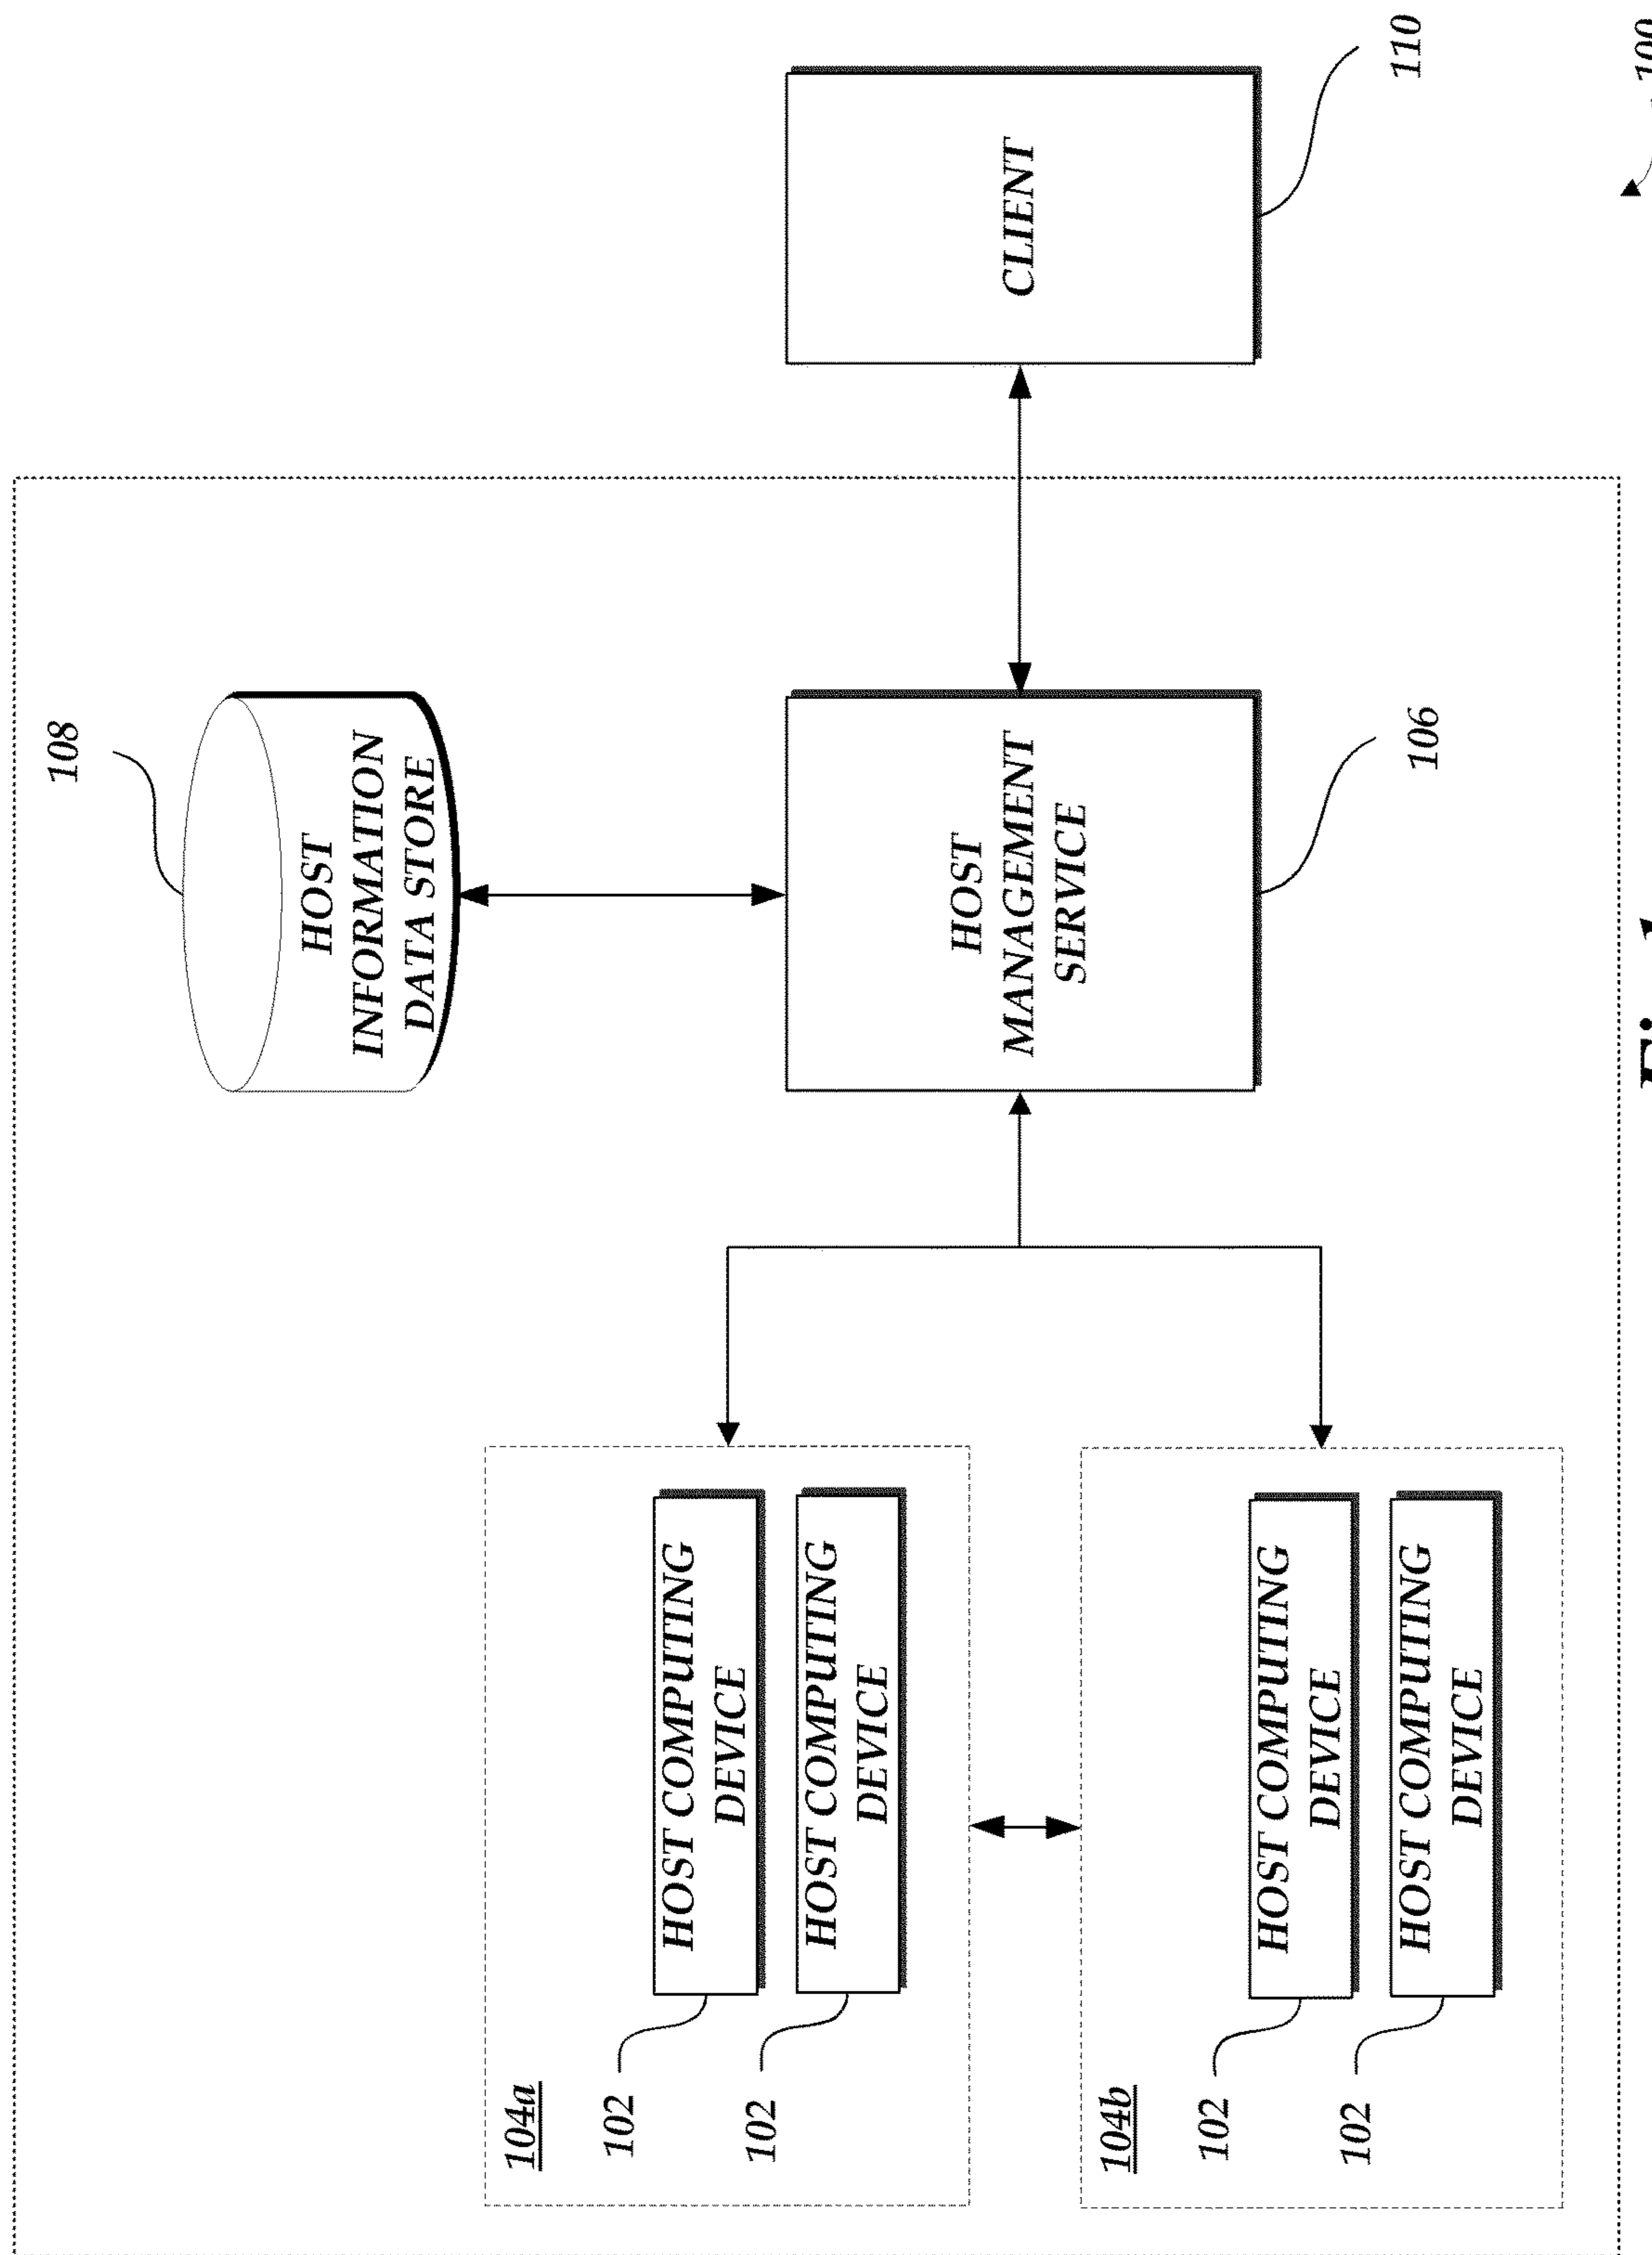 108
HOST
INFORMATION
DATA STORE
104a
102
HOST COMPUTING
DEVICE
102
HOST COMPUTING
DEVICE
HOST
MANAGEMENT
SERVICE
CLIENT
104b
102
HOST COMPUTING
DEVICE
102
HOST COMPUTING
DEVICE
106
110
100